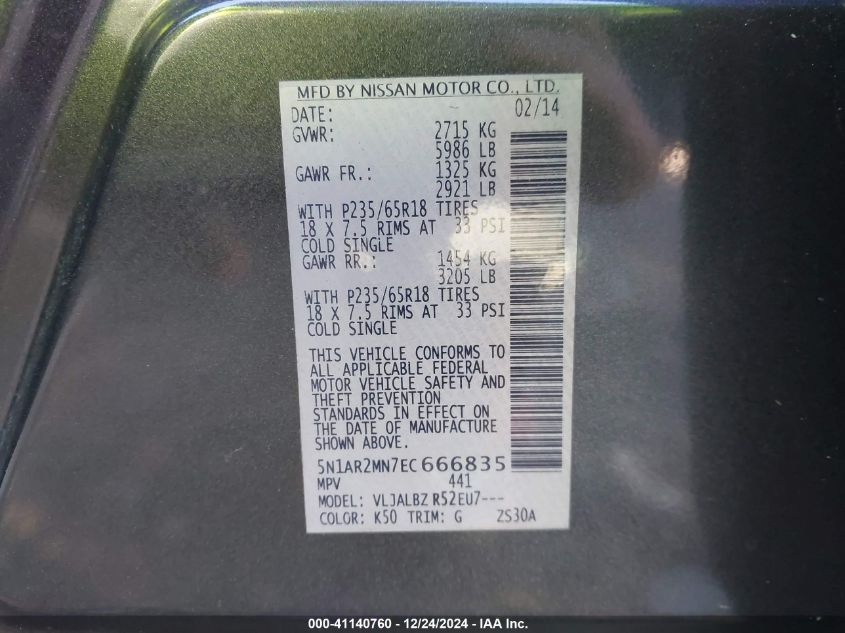 MFD BY NISSAN MOTOR CO., LTD.
DATE: 02/14
GVWR: 2715 KG
5986 LB
GAWR FR.: 1325 KG
2921 LB
WITH P235/65R18 TIRES
18 X 7.5 RIMS AT 33 PSI
COLD SINGLE
GAWR RR.: 1454 KG
3205 LB
WITH P235/65R18 TIRES
18 X 7.5 RIMS AT 33 PSI
COLD SINGLE
THIS VEHICLE CONFORMS TO
ALL APPLICABLE FEDERAL
MOTOR VEHICLE SAFETY AND
THEFT PREVENTION
STANDARDS IN EFFECT ON
THE DATE OF MANUFACTURE
SHOWN ABOVE.
5N1AR2MN7EC666835
MPV 441
MODEL: VLJALBZ R52EU7---
COLOR: K50 TRIM: G ZS30A
000-41140760 - 12/24/2024 - IAA Inc.